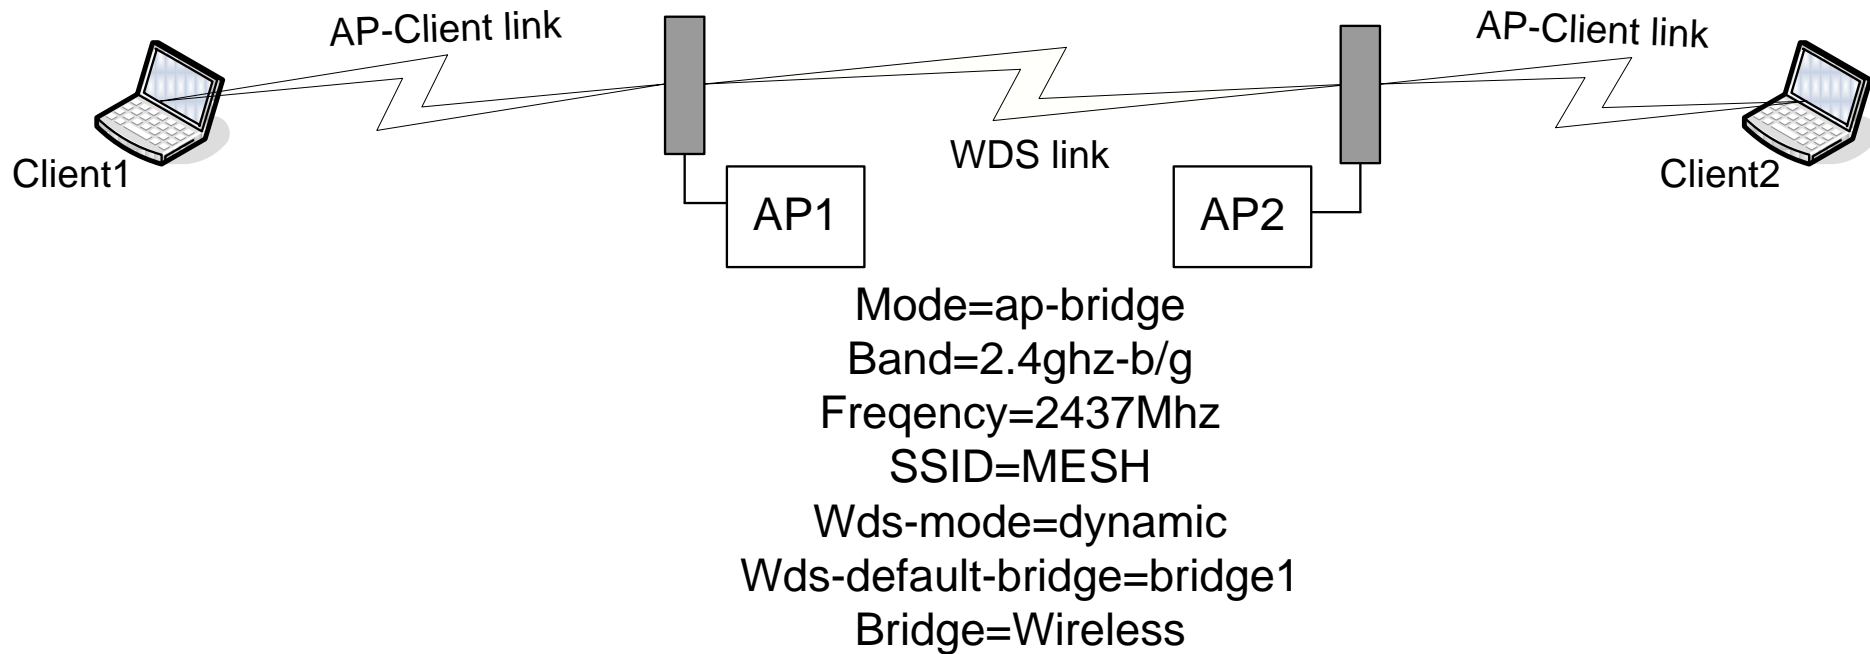 AP-Client link
AP-Client link
Client1
WDS link
Client2
AP1
AP2
Mode=ap-bridge
Band=2.4ghz-b/g
Freqency=2437Mhz
SSID=MESH
Wds-mode=dynamic
Wds-default-bridge=bridge1
Bridge=Wireless